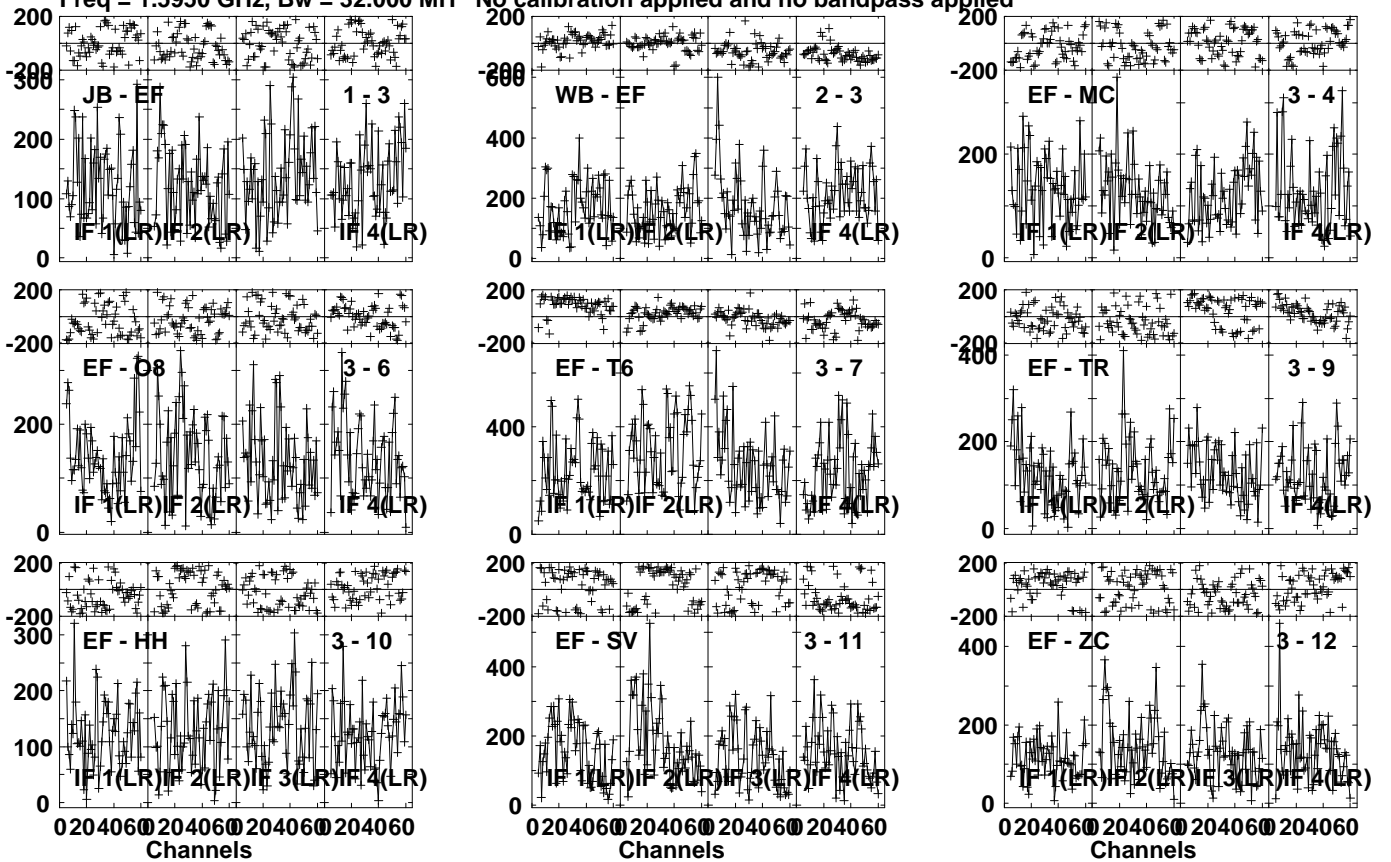 Freq = 1.5950 GHz, Bw = 32.000 MH No calibration applied and no bandpass applied
200 200 200
-200 -200 -200
300 JB - EF 1 - 3 600 WB - EF 2 - 3 EF - MC 3 - 4
200 400 200
100 200
IF 1(LR) IF 2(LR) IF 4(LR) IF 1(LR) IF 2(LR) IF 4(LR) IF 1(LR) IF 2(LR) IF 4(LR)
0 0 0
200 200 200
-200 -200 -200
EF - O8 3 - 6 EF - T6 3 - 7 400 EF - TR 3 - 9
200 400 200
IF 1(LR) IF 2(LR) IF 4(LR) IF 1(LR) IF 2(LR) IF 4(LR) IF 1(LR) IF 2(LR) IF 4(LR)
0 0 0
200 200 200
-200 -200 -200
300 EF - HH 3 - 10 EF - SV 3 - 11 EF - ZC 3 - 12
200 400 400
100 200 200
IF 1(LR) IF 2(LR) IF 3(LR) IF 4(LR) IF 1(LR) IF 2(LR) IF 3(LR) IF 4(LR) IF 1(LR) IF 2(LR) IF 3(LR) IF 4(LR)
0 0 0
0 20 40 60 0 20 40 60 0 20 40 60 0 20 40 60 0 20 40 60 0 20 40 60 0 20 40 60 0 20 40 60 0 20 40 60 0 20 40 60 0 20 40 60 0 20 40 60
Channels Channels Channels